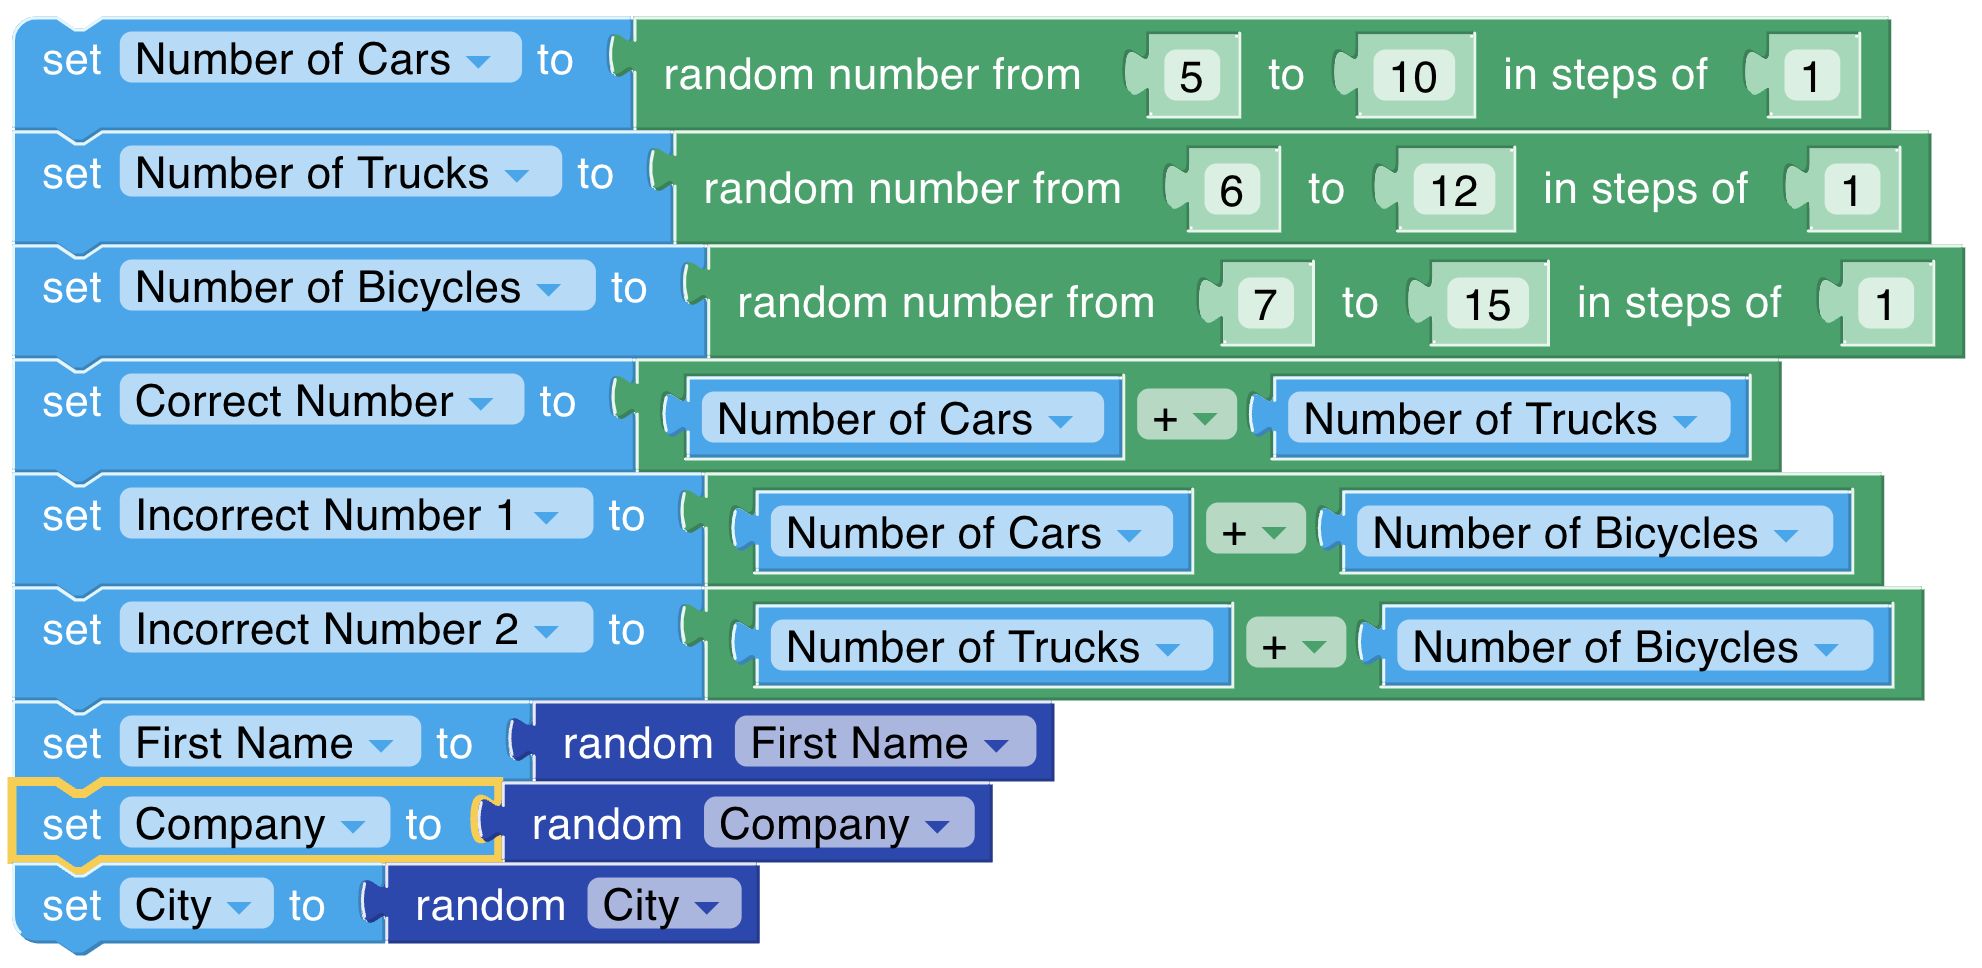 set Number of Cars to random number from 5 to 10 in steps of 1
set Number of Trucks to random number from 6 to 12 in steps of 1
set Number of Bicycles to random number from 7 to 15 in steps of 1
set Correct Number to Number of Cars + Number of Trucks
set Incorrect Number 1 to Number of Cars + Number of Bicycles
set Incorrect Number 2 to Number of Trucks + Number of Bicycles
set First Name to random First Name
set Company to random Company
set City to random City